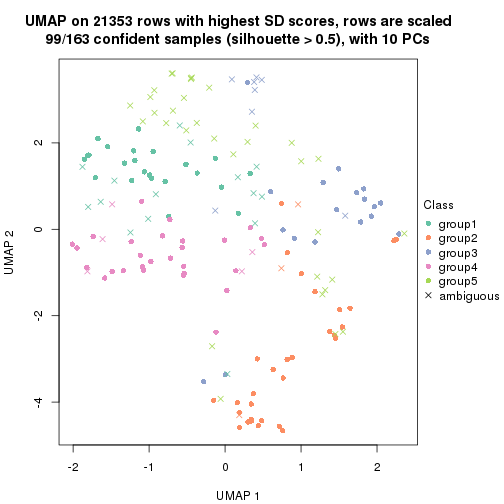 UMAP on 21353 rows with highest SD scores, rows are scaled
99/163 confident samples (silhouette > 0.5), with 10 PCs
2
0
-2
-4
UMAP 2
-2
-1
0
1
2
UMAP 1
Class
group1
group2
group3
group4
group5
ambiguous